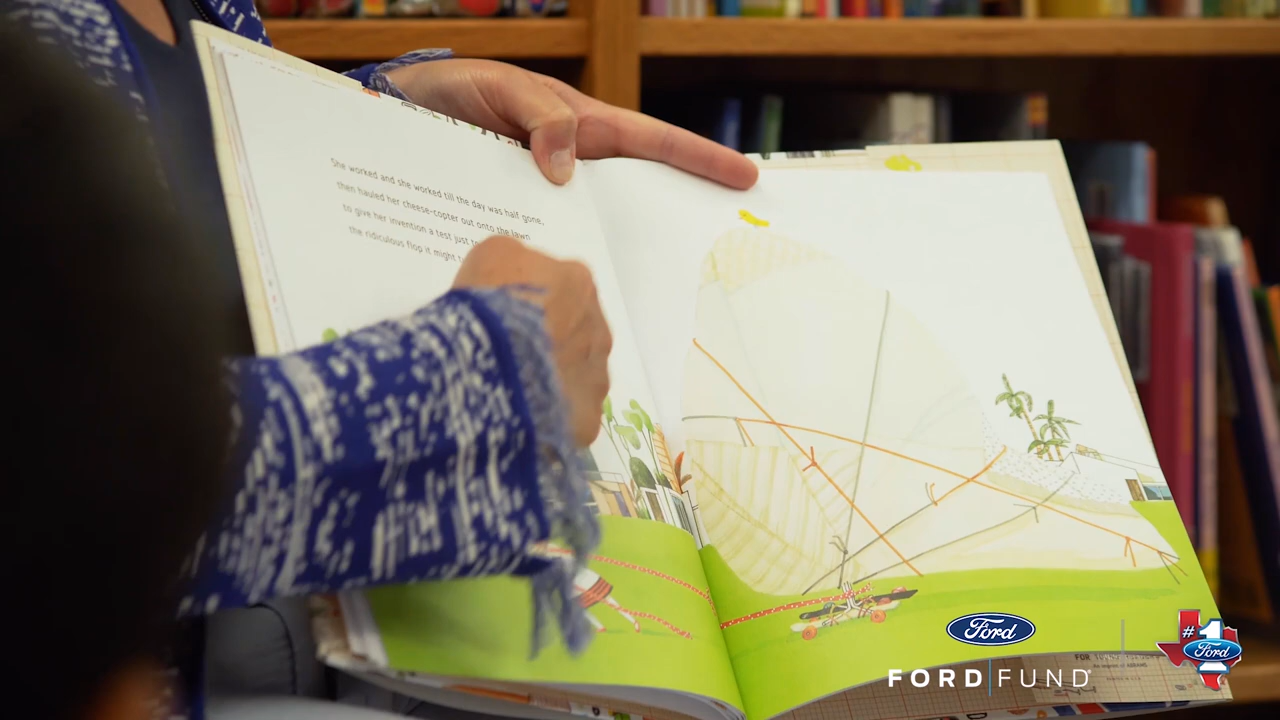 She worked and she worked till the day was half gone,
then hauled her cheese-copter out onto the lawn
to give her invention a test just
the ridiculous flop it might
Ford
FORD FUND
#1
Ford